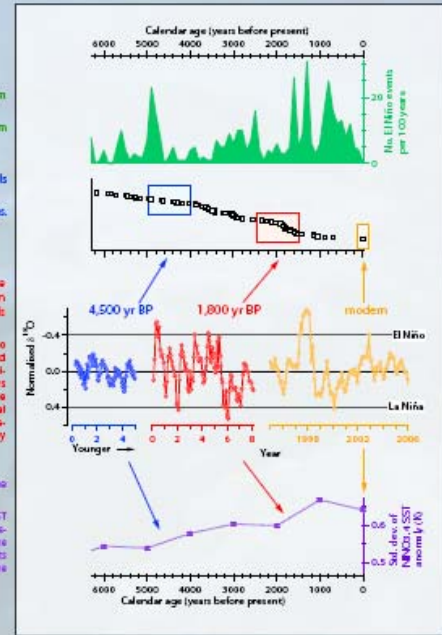 Calendar age (years before present)
6000 5000 4000 3000 2000 1000 0
20
0
No. El Niño events
per 100 years
4,500 yr BP
1,800 yr BP
modern
Normalised δ18O
-0.4
0.0
0.4
El Niño
La Niña
0 2 4
0 2 4 6 8
1998 2002 2006
Younger
Year
0.6
0.5
Std. dev. of
NINO3.4 SST
anomaly (K)
6000 5000 4000 3000 2000 1000 0
Calendar age (years before present)